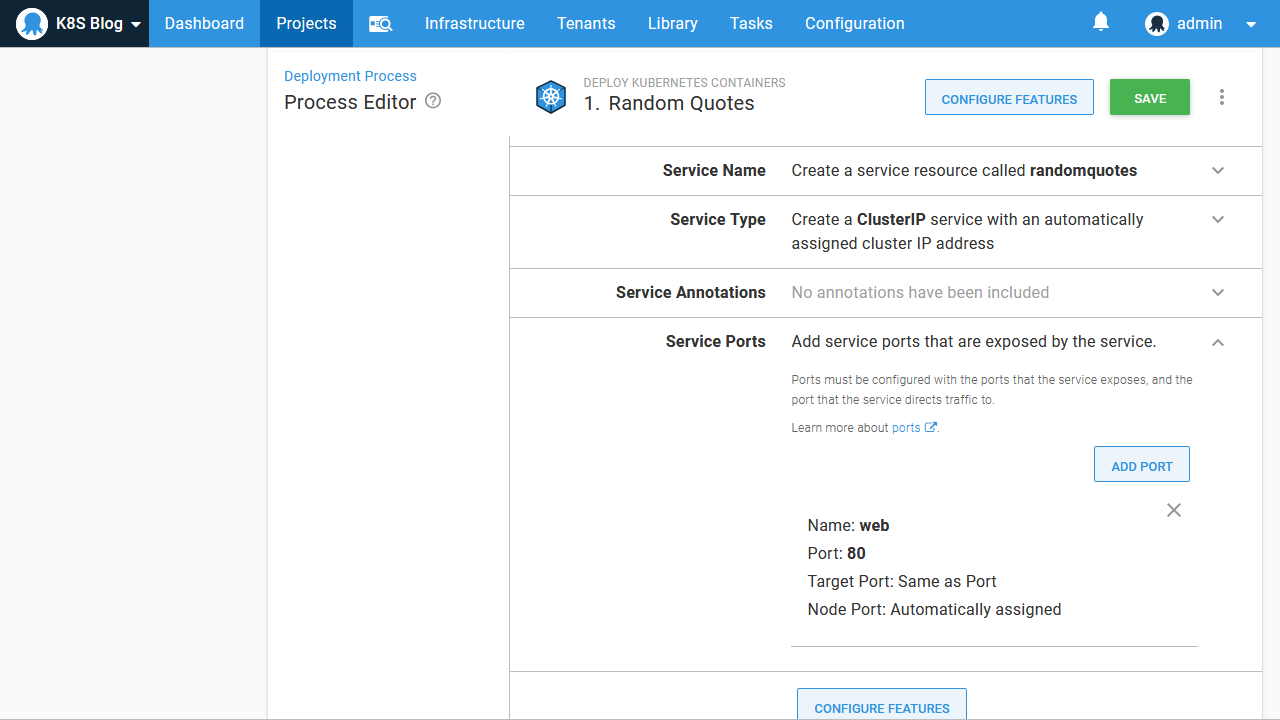 K8S Blog
Dashboard
Projects
Infrastructure
Tenants
Library
Tasks
Configuration
admin
Deployment Process
Process Editor
DEPLOY KUBERNETES CONTAINERS
1. Random Quotes
CONFIGURE FEATURES
SAVE
Service Name
Create a service resource called randomquotes
Service Type
Create a ClusterIP service with an automatically
assigned cluster IP address
Service Annotations
No annotations have been included
Service Ports
Add service ports that are exposed by the service.
Ports must be configured with the ports that the service exposes, and the
port that the service directs traffic to.
Learn more about ports.
ADD PORT
Name: web
Port: 80
Target Port: Same as Port
Node Port: Automatically assigned
CONFIGURE FEATURES